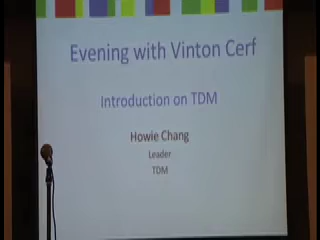 Evening with Vinton Cerf
Introduction on TDM
Howie Chang
Leader
TDM